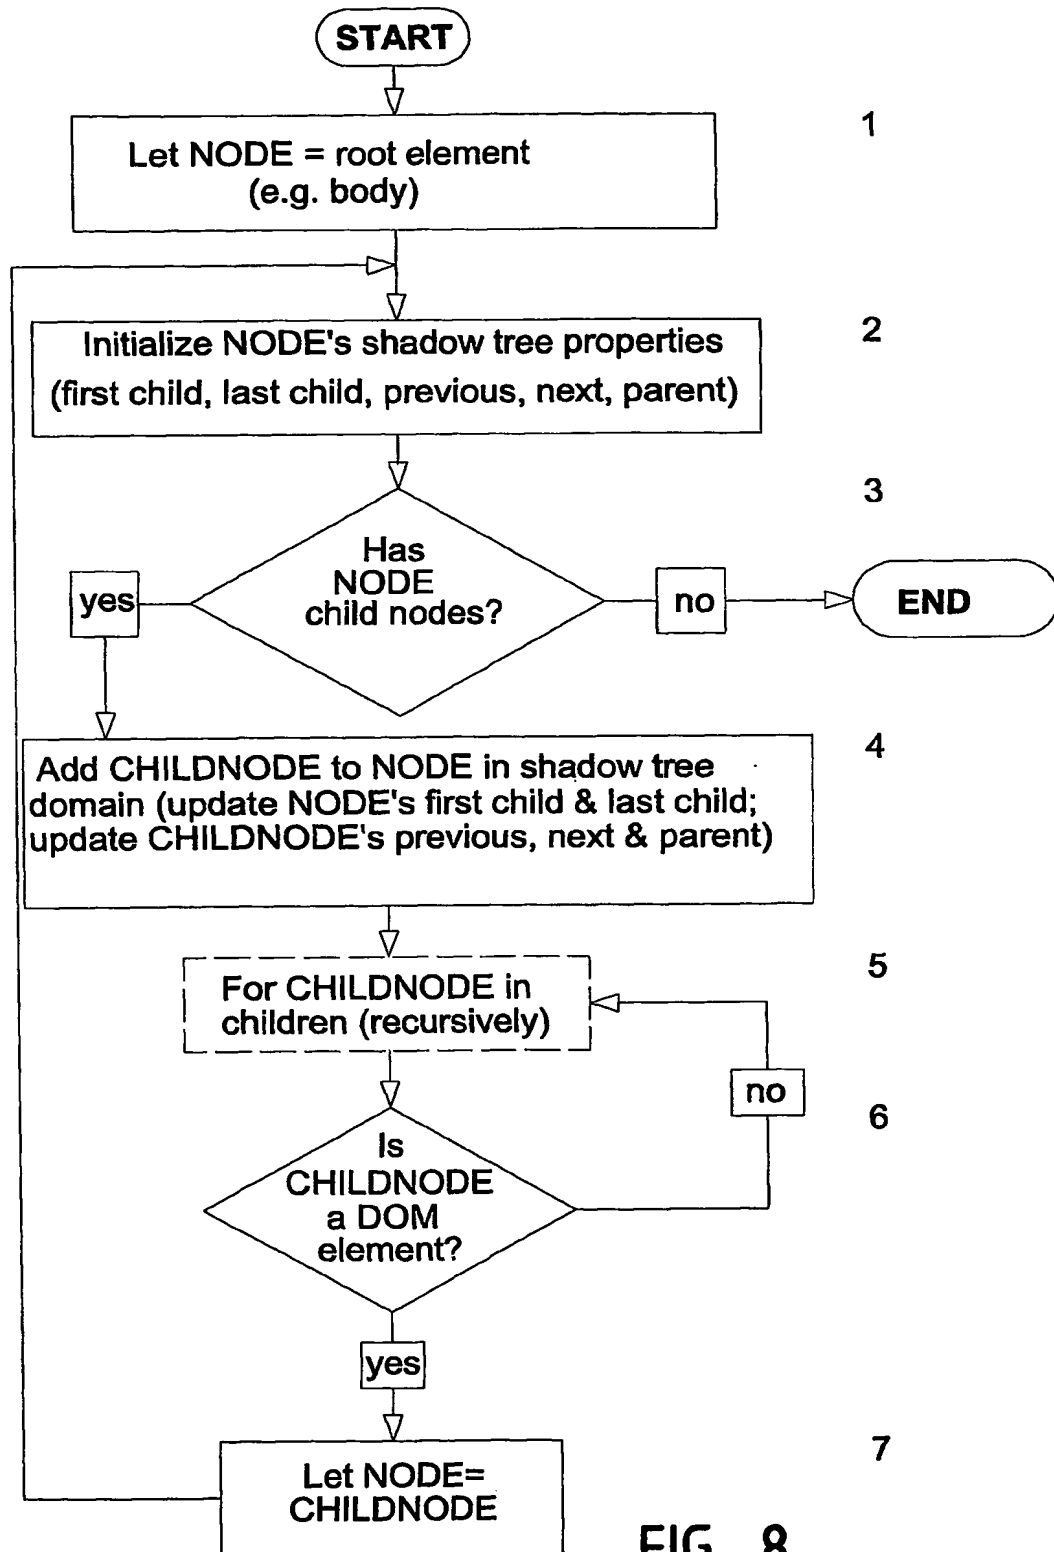 START
1
Let NODE = root element
(e.g. body)
2
Initialize NODE's shadow tree properties
(first child, last child, previous, next, parent)
3
Has
NODE
child nodes?
yes
no
END
4
Add CHILDNODE to NODE in shadow tree
domain (update NODE's first child & last child;
update CHILDNODE's previous, next & parent)
5
For CHILDNODE in
children (recursively)
no
6
Is
CHILDNODE
a DOM
element?
yes
7
Let NODE=
CHILDNODE
FIG. 8